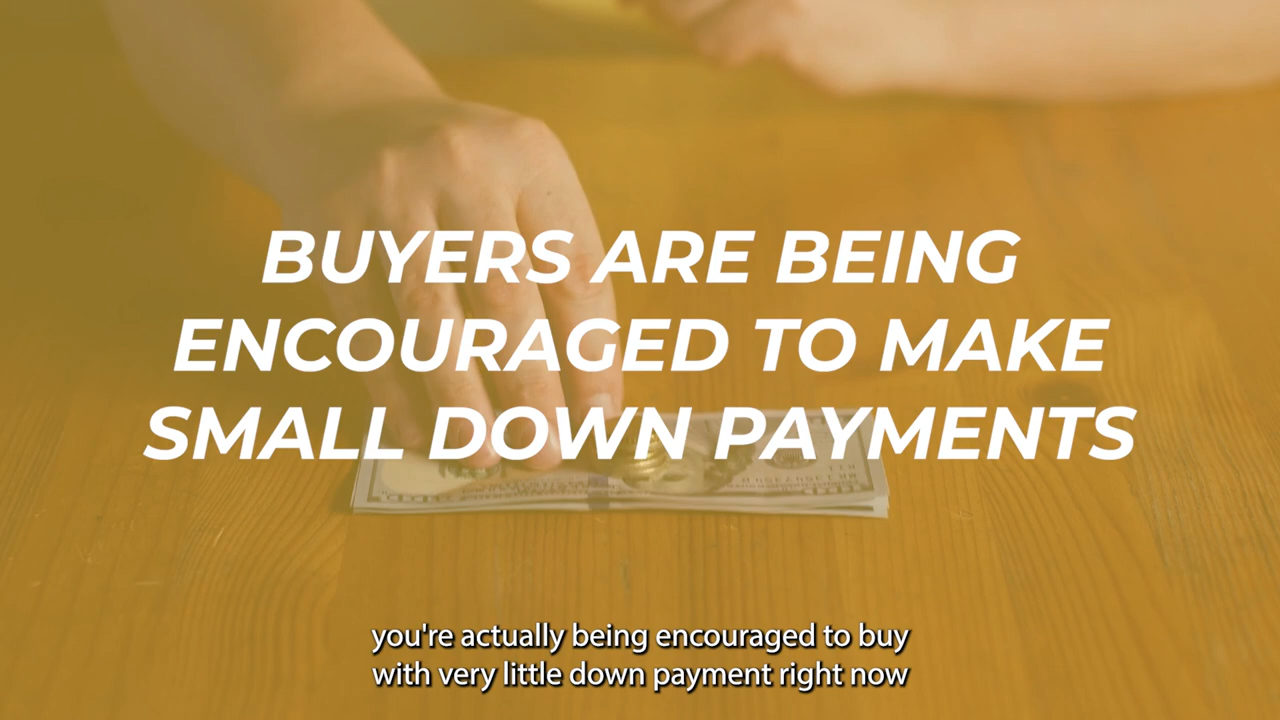 BUYERS ARE BEING
ENCOURAGED TO MAKE
SMALL DOWN PAYMENTS
you're actually being encouraged to buy
with very little down payment right now